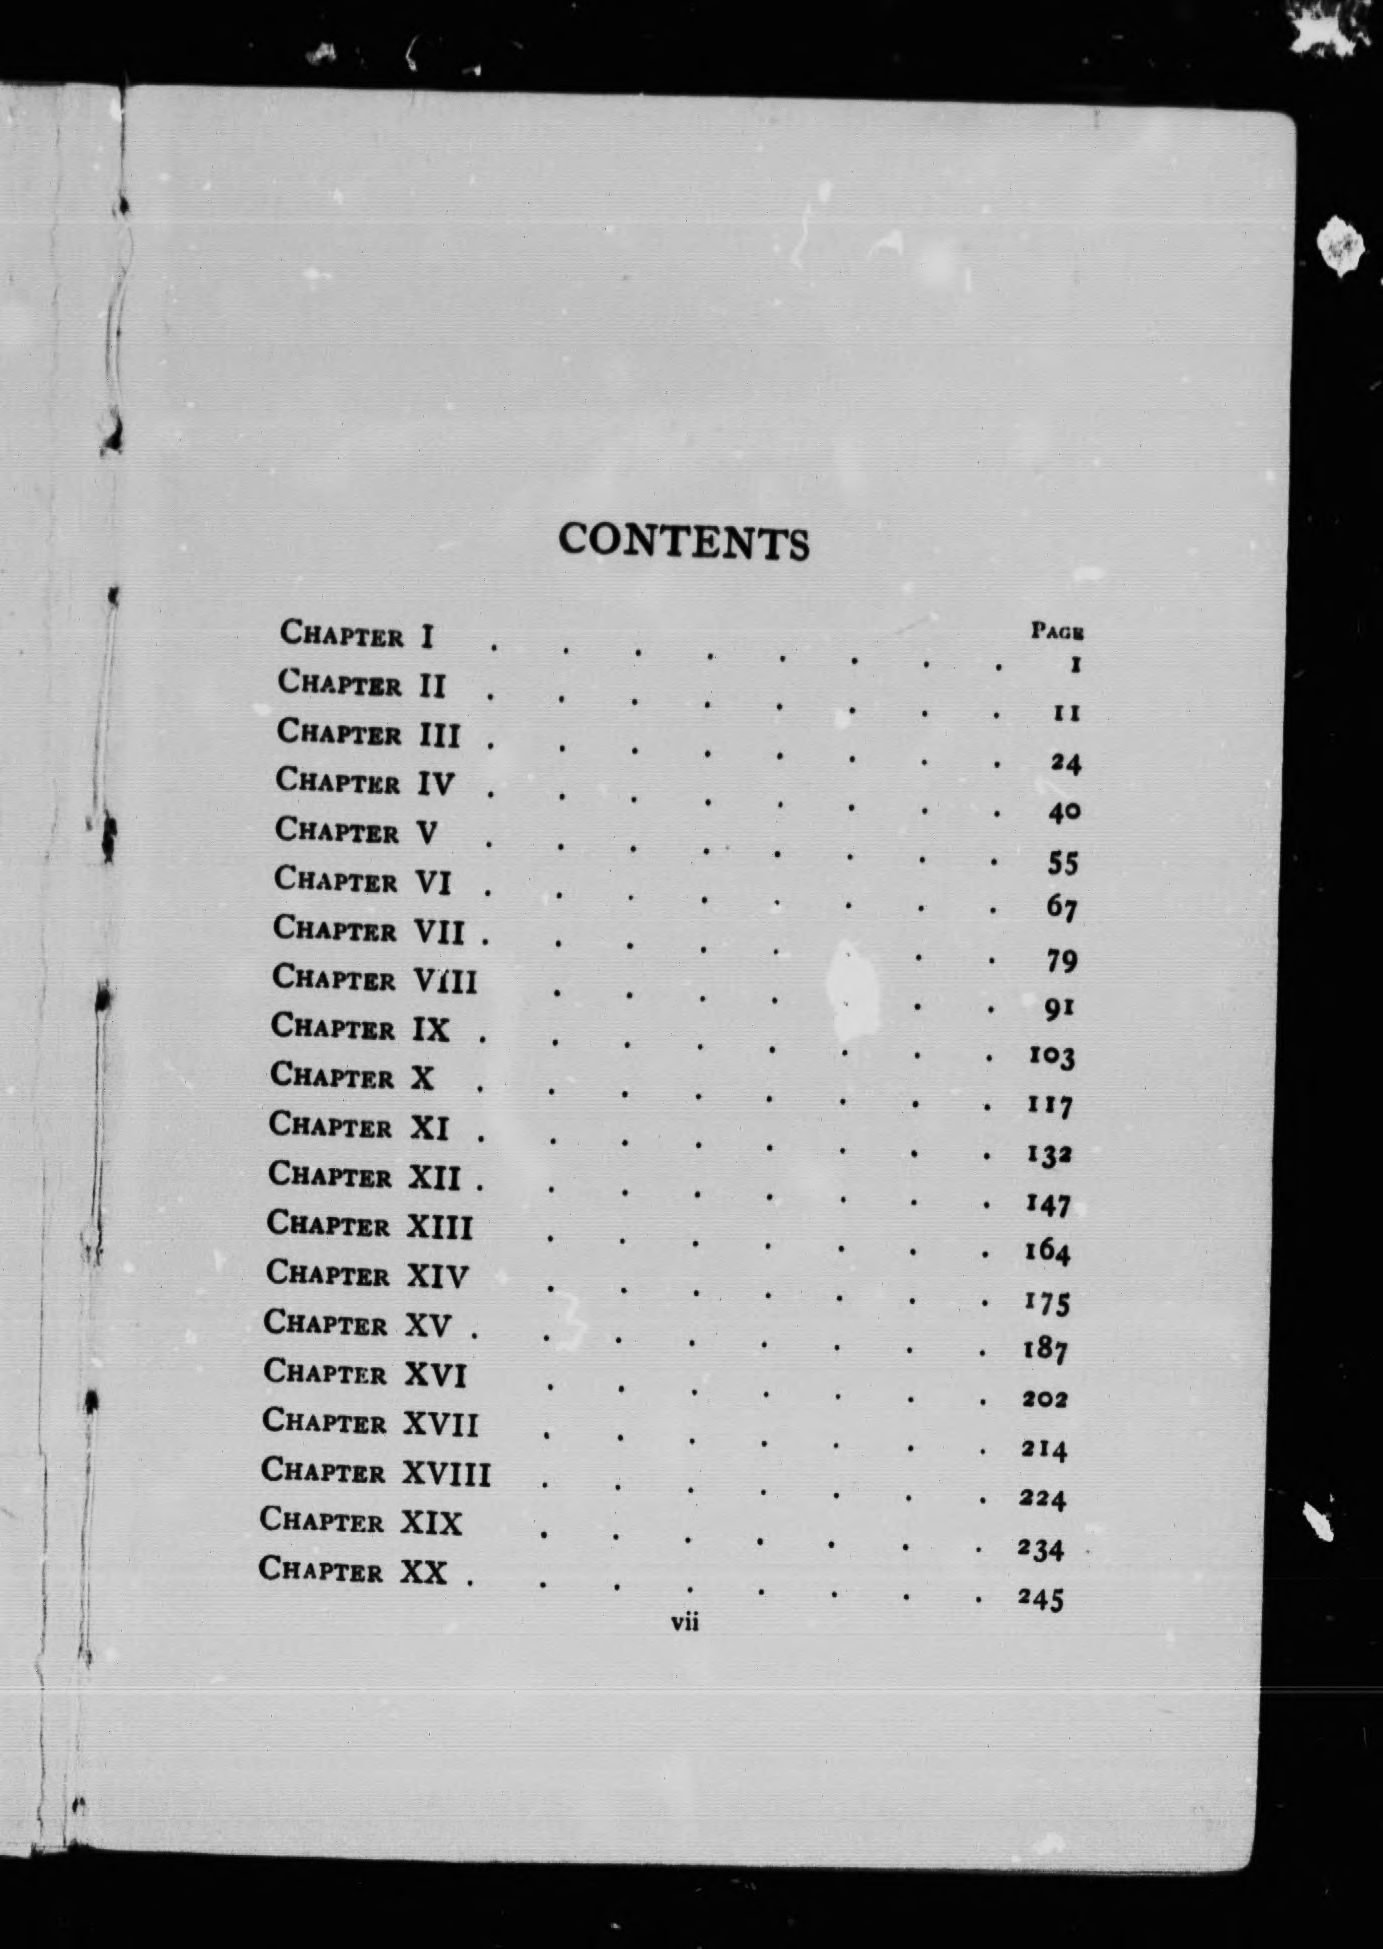 CONTENTS
PAGE
CHAPTER I . . . . . . . . 1
CHAPTER II . . . . . . . . 11
CHAPTER III . . . . . . . . 24
CHAPTER IV . . . . . . . . 40
CHAPTER V . . . . . . . . 55
CHAPTER VI . . . . . . . . 67
CHAPTER VII . . . . . . . . 79
CHAPTER VIII . . . . . . . 91
CHAPTER IX . . . . . . . . 103
CHAPTER X . . . . . . . . 117
CHAPTER XI . . . . . . . . 132
CHAPTER XII . . . . . . . . 147
CHAPTER XIII . . . . . . . 164
CHAPTER XIV . . . . . . . 175
CHAPTER XV . . . . . . . . 187
CHAPTER XVI . . . . . . . 202
CHAPTER XVII . . . . . . . 214
CHAPTER XVIII . . . . . . . 224
CHAPTER XIX . . . . . . . 234
CHAPTER XX . . . . . . . . 245
vii